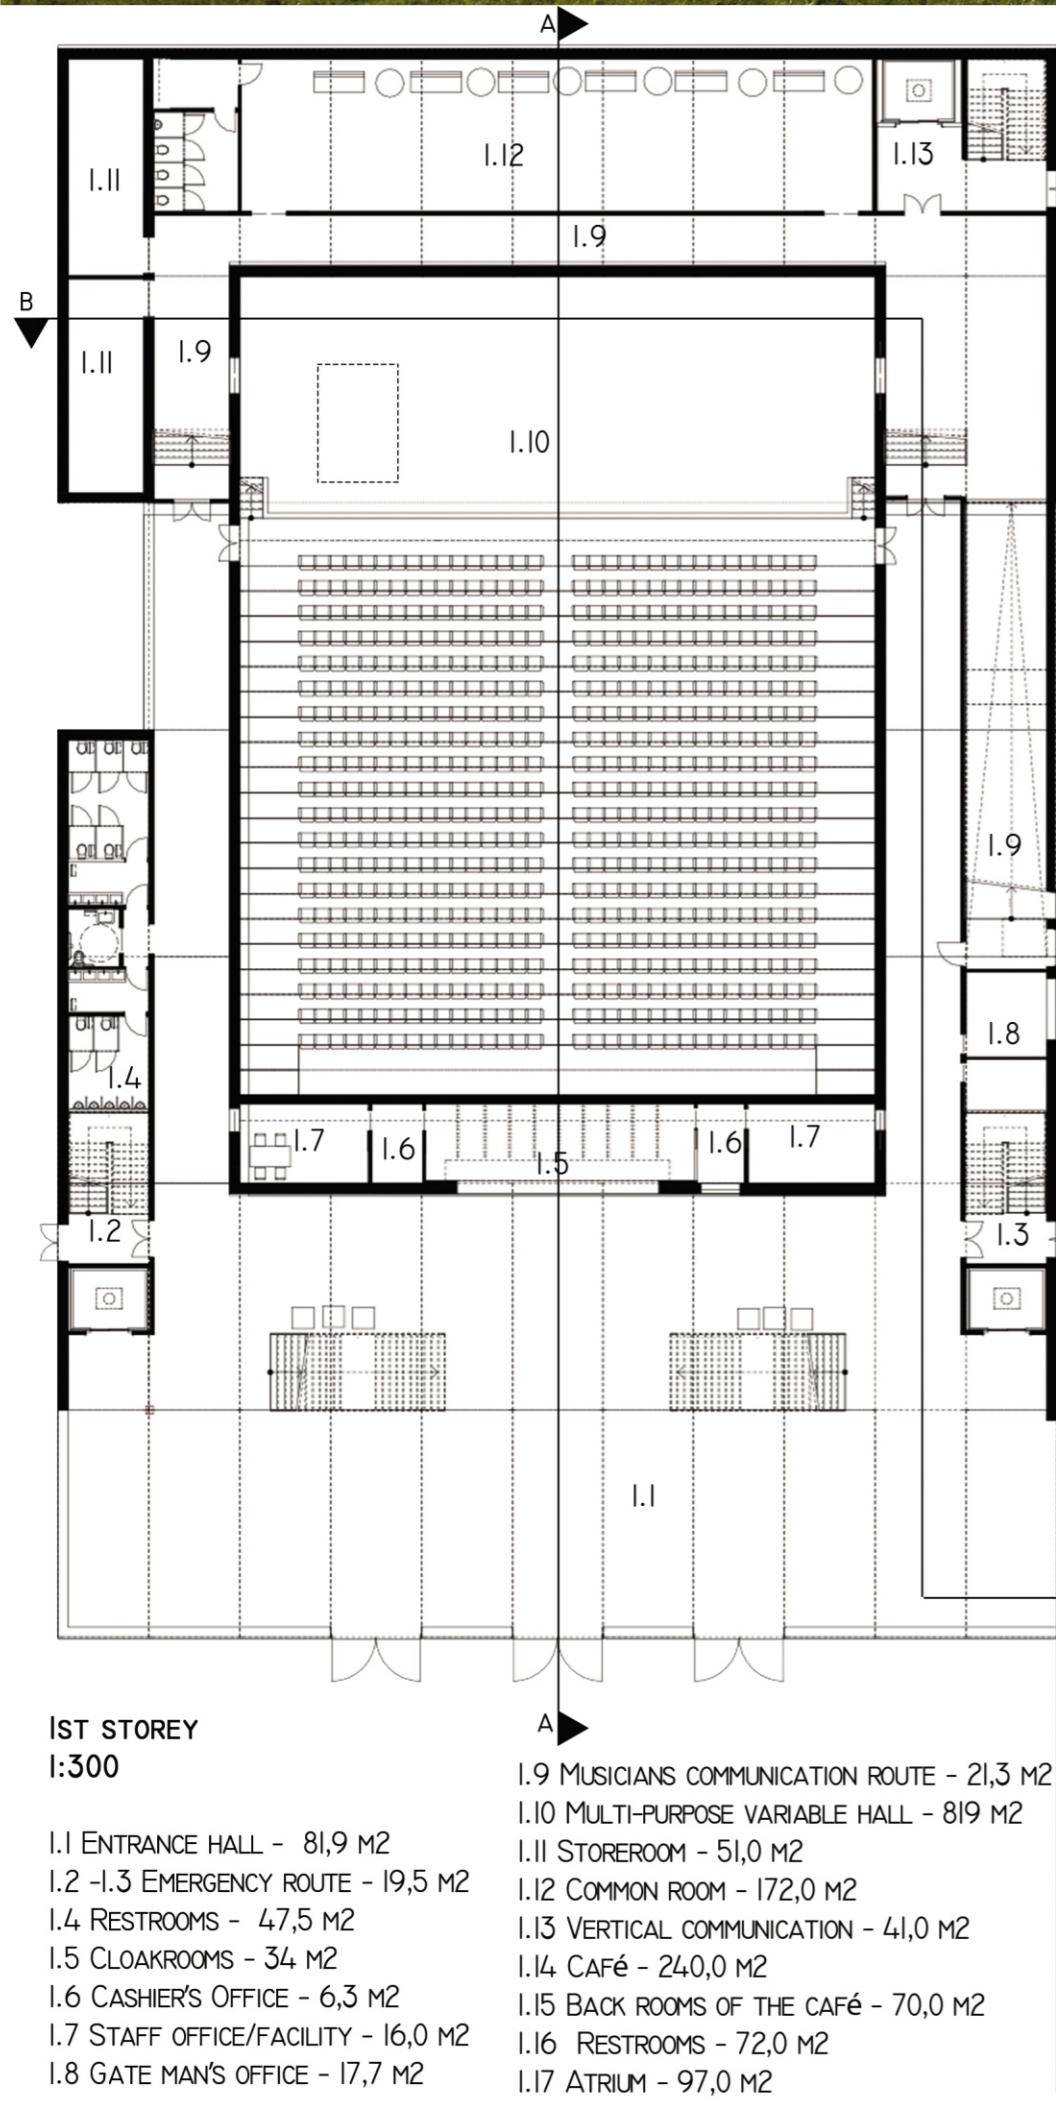 A
1.12
1.13
1.11
1.9
B
1.9
1.11
1.10
1.9
1.8
1.4
1.7
1.6
1.5
1.6
1.7
1.2
1.3
1.1
A
1ST STOREY
1:300
1.1 ENTRANCE HALL - 81,9 M2
1.2 -1.3 EMERGENCY ROUTE - 19,5 M2
1.4 RESTROOMS - 47,5 M2
1.5 CLOAKROOMS - 34 M2
1.6 CASHIER'S OFFICE - 6,3 M2
1.7 STAFF OFFICE/FACILITY - 16,0 M2
1.8 GATE MAN'S OFFICE - 17,7 M2
1.9 MUSICIANS COMMUNICATION ROUTE - 21,3 M2
1.10 MULTI-PURPOSE VARIABLE HALL - 819 M2
1.11 STOREROOM - 51,0 M2
1.12 COMMON ROOM - 172,0 M2
1.13 VERTICAL COMMUNICATION - 41,0 M2
1.14 CAFé - 240,0 M2
1.15 BACK ROOMS OF THE CAFé - 70,0 M2
1.16 RESTROOMS - 72,0 M2
1.17 ATRIUM - 97,0 M2